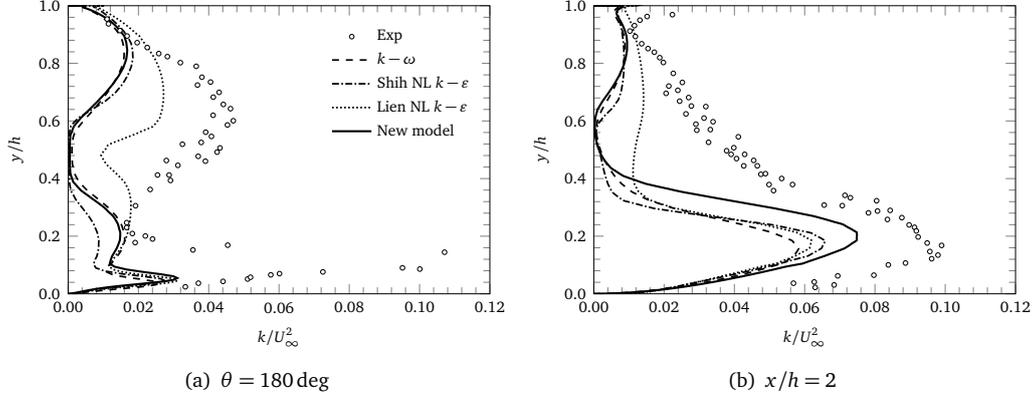 1.0
0.8
0.6
0.4
0.2
0.0
y/h
0.00 0.02 0.04 0.06 0.08 0.10 0.12
k/U²∞
Exp
k − ω
Shih NL k − ε
Lien NL k − ε
New model
(a) θ = 180 deg
1.0
0.8
0.6
0.4
0.2
0.0
y/h
0.00 0.02 0.04 0.06 0.08 0.10 0.12
k/U²∞
(b) x/h = 2